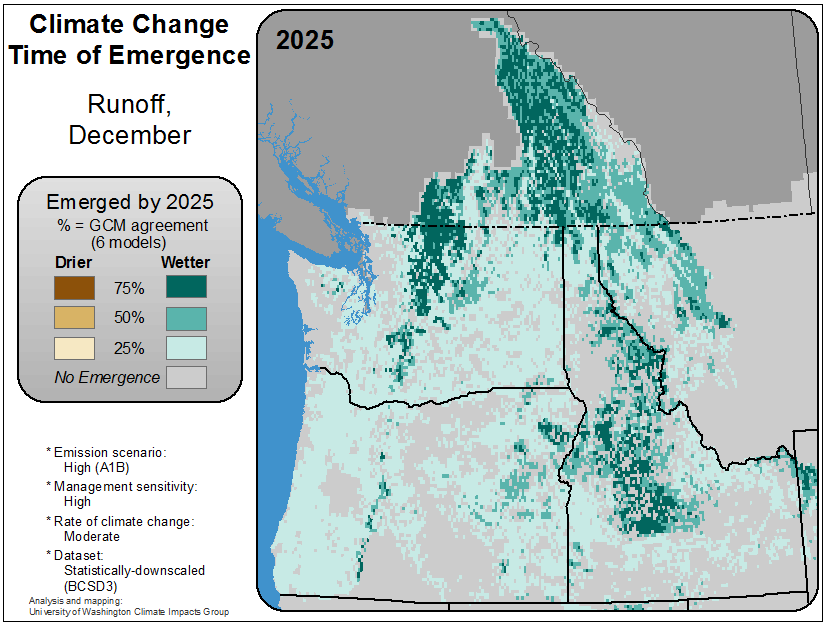 Climate Change
Time of Emergence
Runoff,
December
2025
Emerged by 2025
% = GCM agreement
(6 models)
Drier Wetter
75%
50%
25%
No Emergence
* Emission scenario:
High (A1B)
* Management sensitivity:
High
* Rate of climate change:
Moderate
* Dataset:
Statistically-downscaled
(BCSD3)
Analysis and mapping:
University of Washington Climate Impacts Group